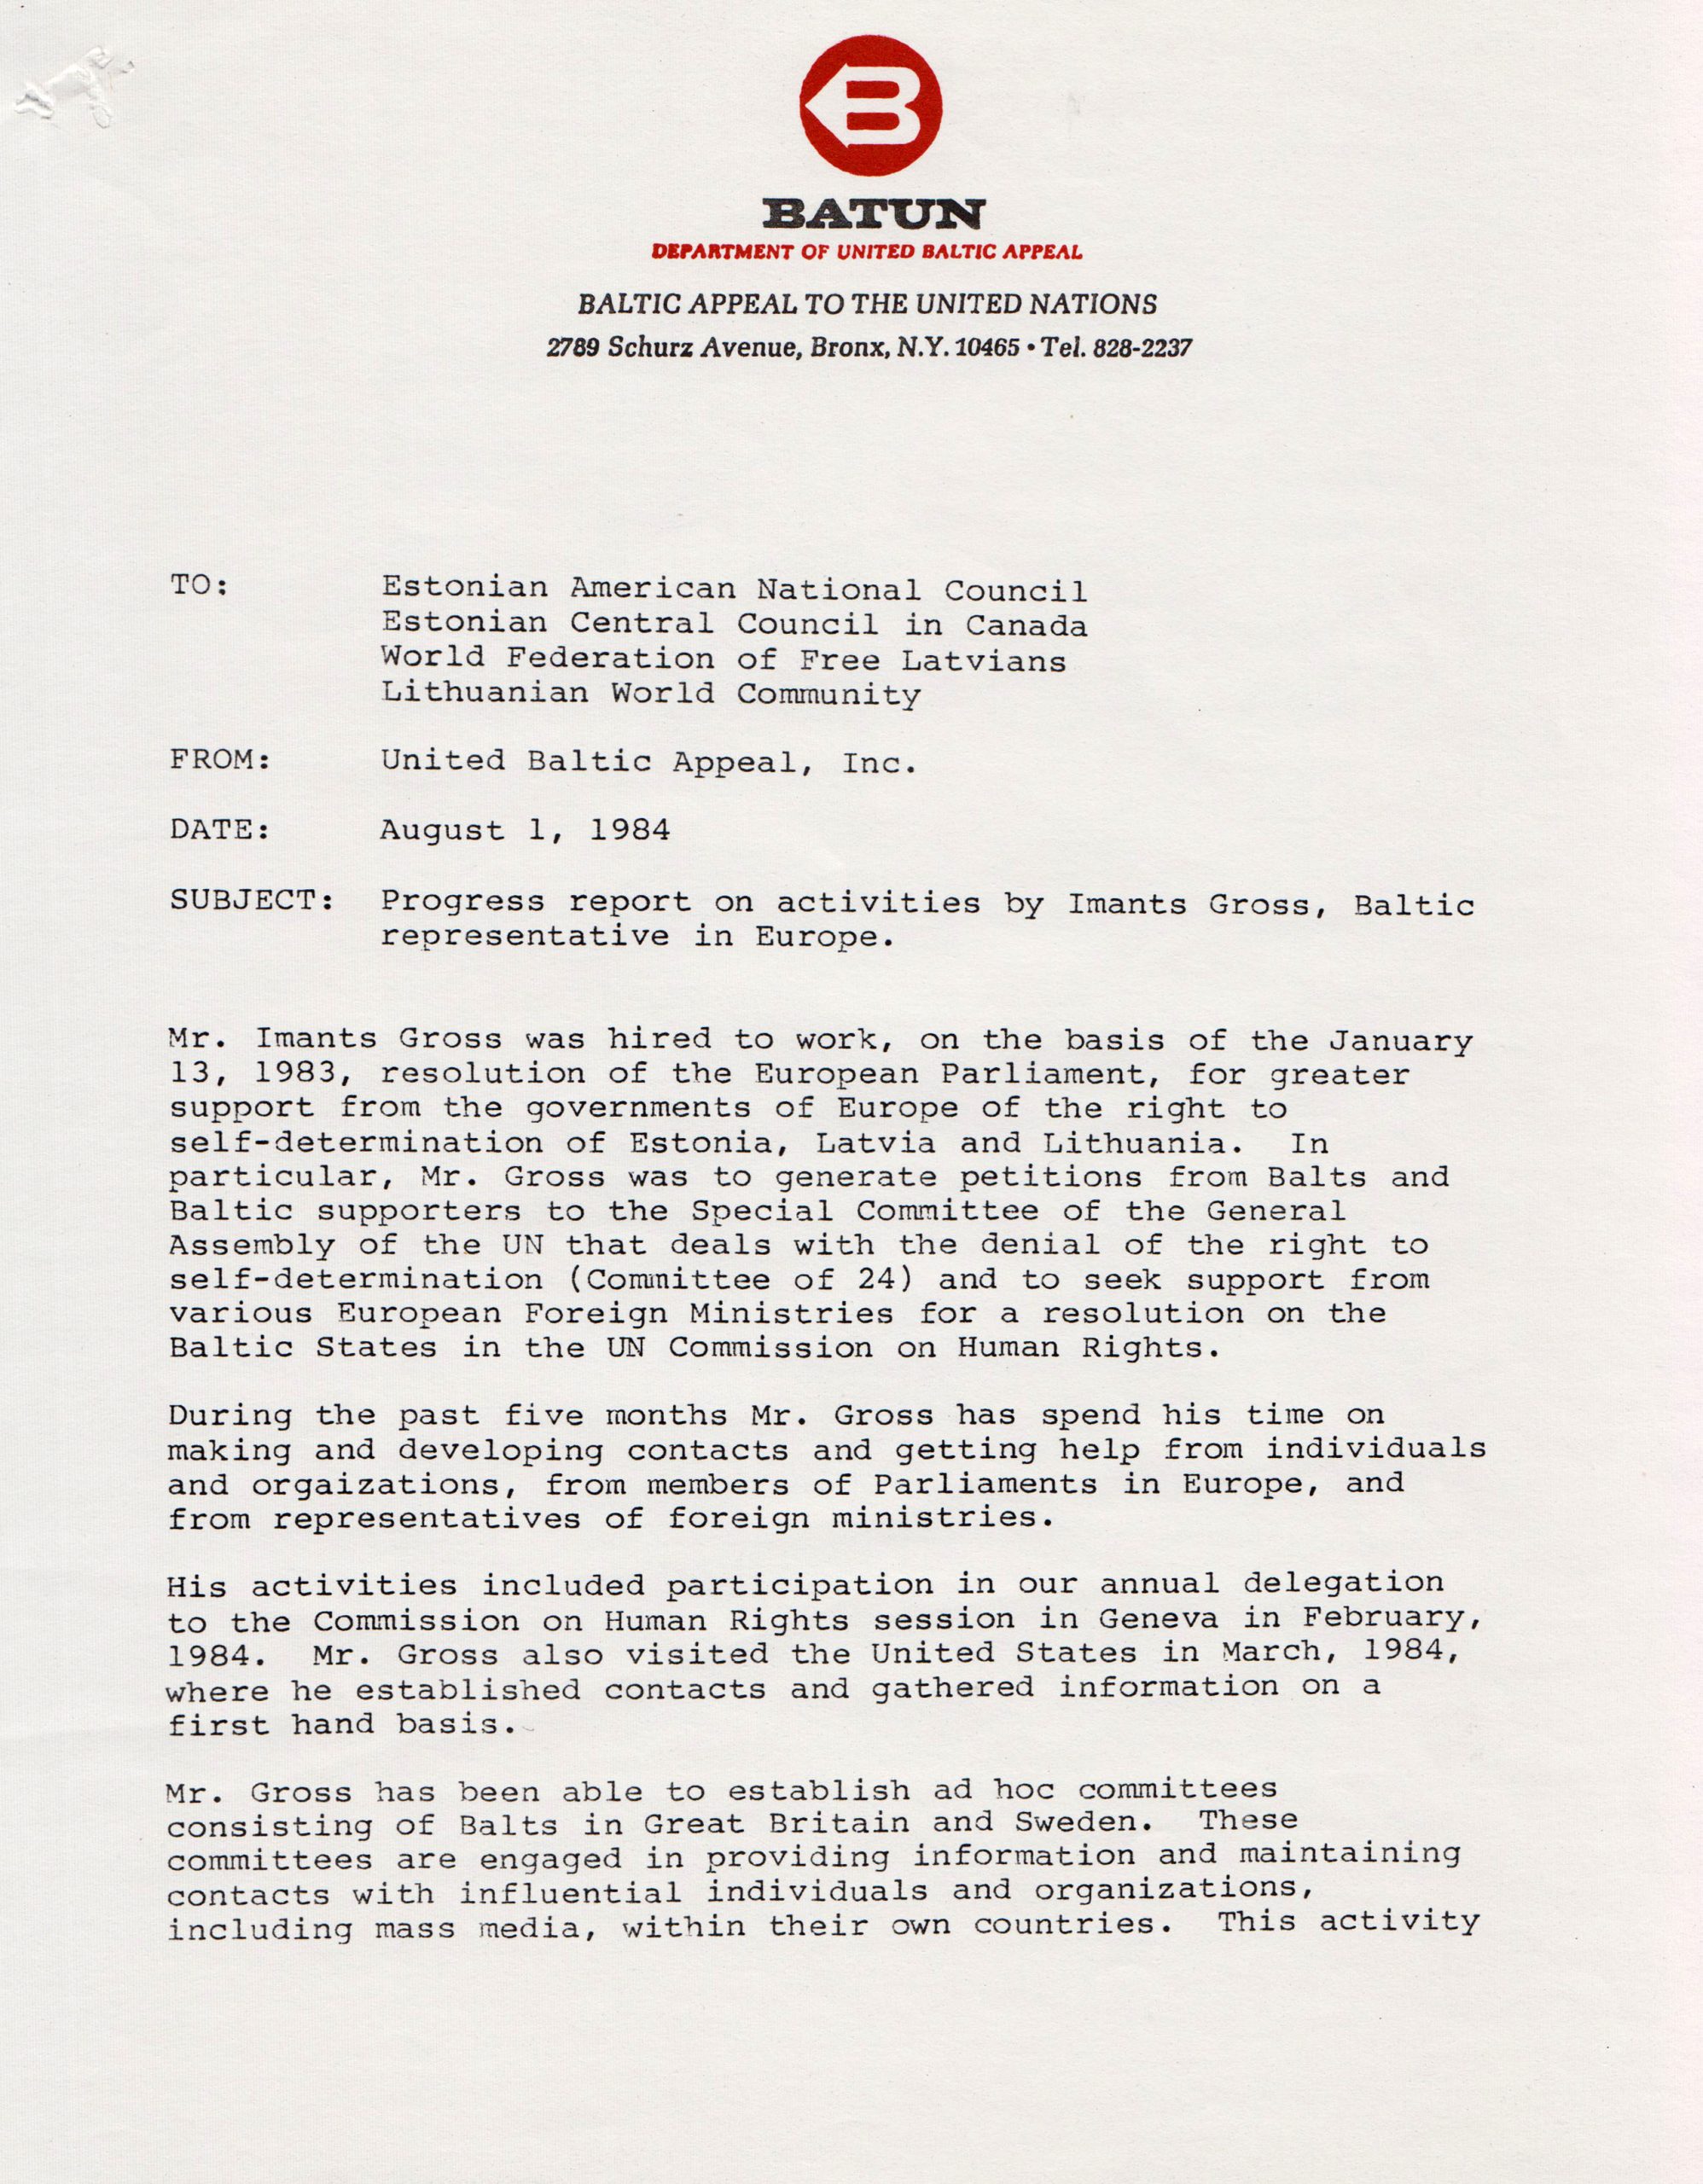 B
BATUN
DEPARTMENT OF UNITED BALTIC APPEAL
BALTIC APPEAL TO THE UNITED NATIONS
2789 Schurz Avenue, Bronx, N.Y. 10465 • Tel. 828-2237
TO: Estonian American National Council
Estonian Central Council in Canada
World Federation of Free Latvians
Lithuanian World Community
FROM: United Baltic Appeal, Inc.
DATE: August 1, 1984
SUBJECT: Progress report on activities by Imants Gross, Baltic
representative in Europe.
Mr. Imants Gross was hired to work, on the basis of the January
13, 1983, resolution of the European Parliament, for greater
support from the governments of Europe of the right to
self-determination of Estonia, Latvia and Lithuania. In
particular, Mr. Gross was to generate petitions from Balts and
Baltic supporters to the Special Committee of the General
Assembly of the UN that deals with the denial of the right to
self-determination (Committee of 24) and to seek support from
various European Foreign Ministries for a resolution on the
Baltic States in the UN Commission on Human Rights.
During the past five months Mr. Gross has spend his time on
making and developing contacts and getting help from individuals
and orgaizations, from members of Parliaments in Europe, and
from representatives of foreign ministries.
His activities included participation in our annual delegation
to the Commission on Human Rights session in Geneva in February,
1984. Mr. Gross also visited the United States in March, 1984,
where he established contacts and gathered information on a
first hand basis.
Mr. Gross has been able to establish ad hoc committees
consisting of Balts in Great Britain and Sweden. These
committees are engaged in providing information and maintaining
contacts with influential individuals and organizations,
including mass media, within their own countries. This activity